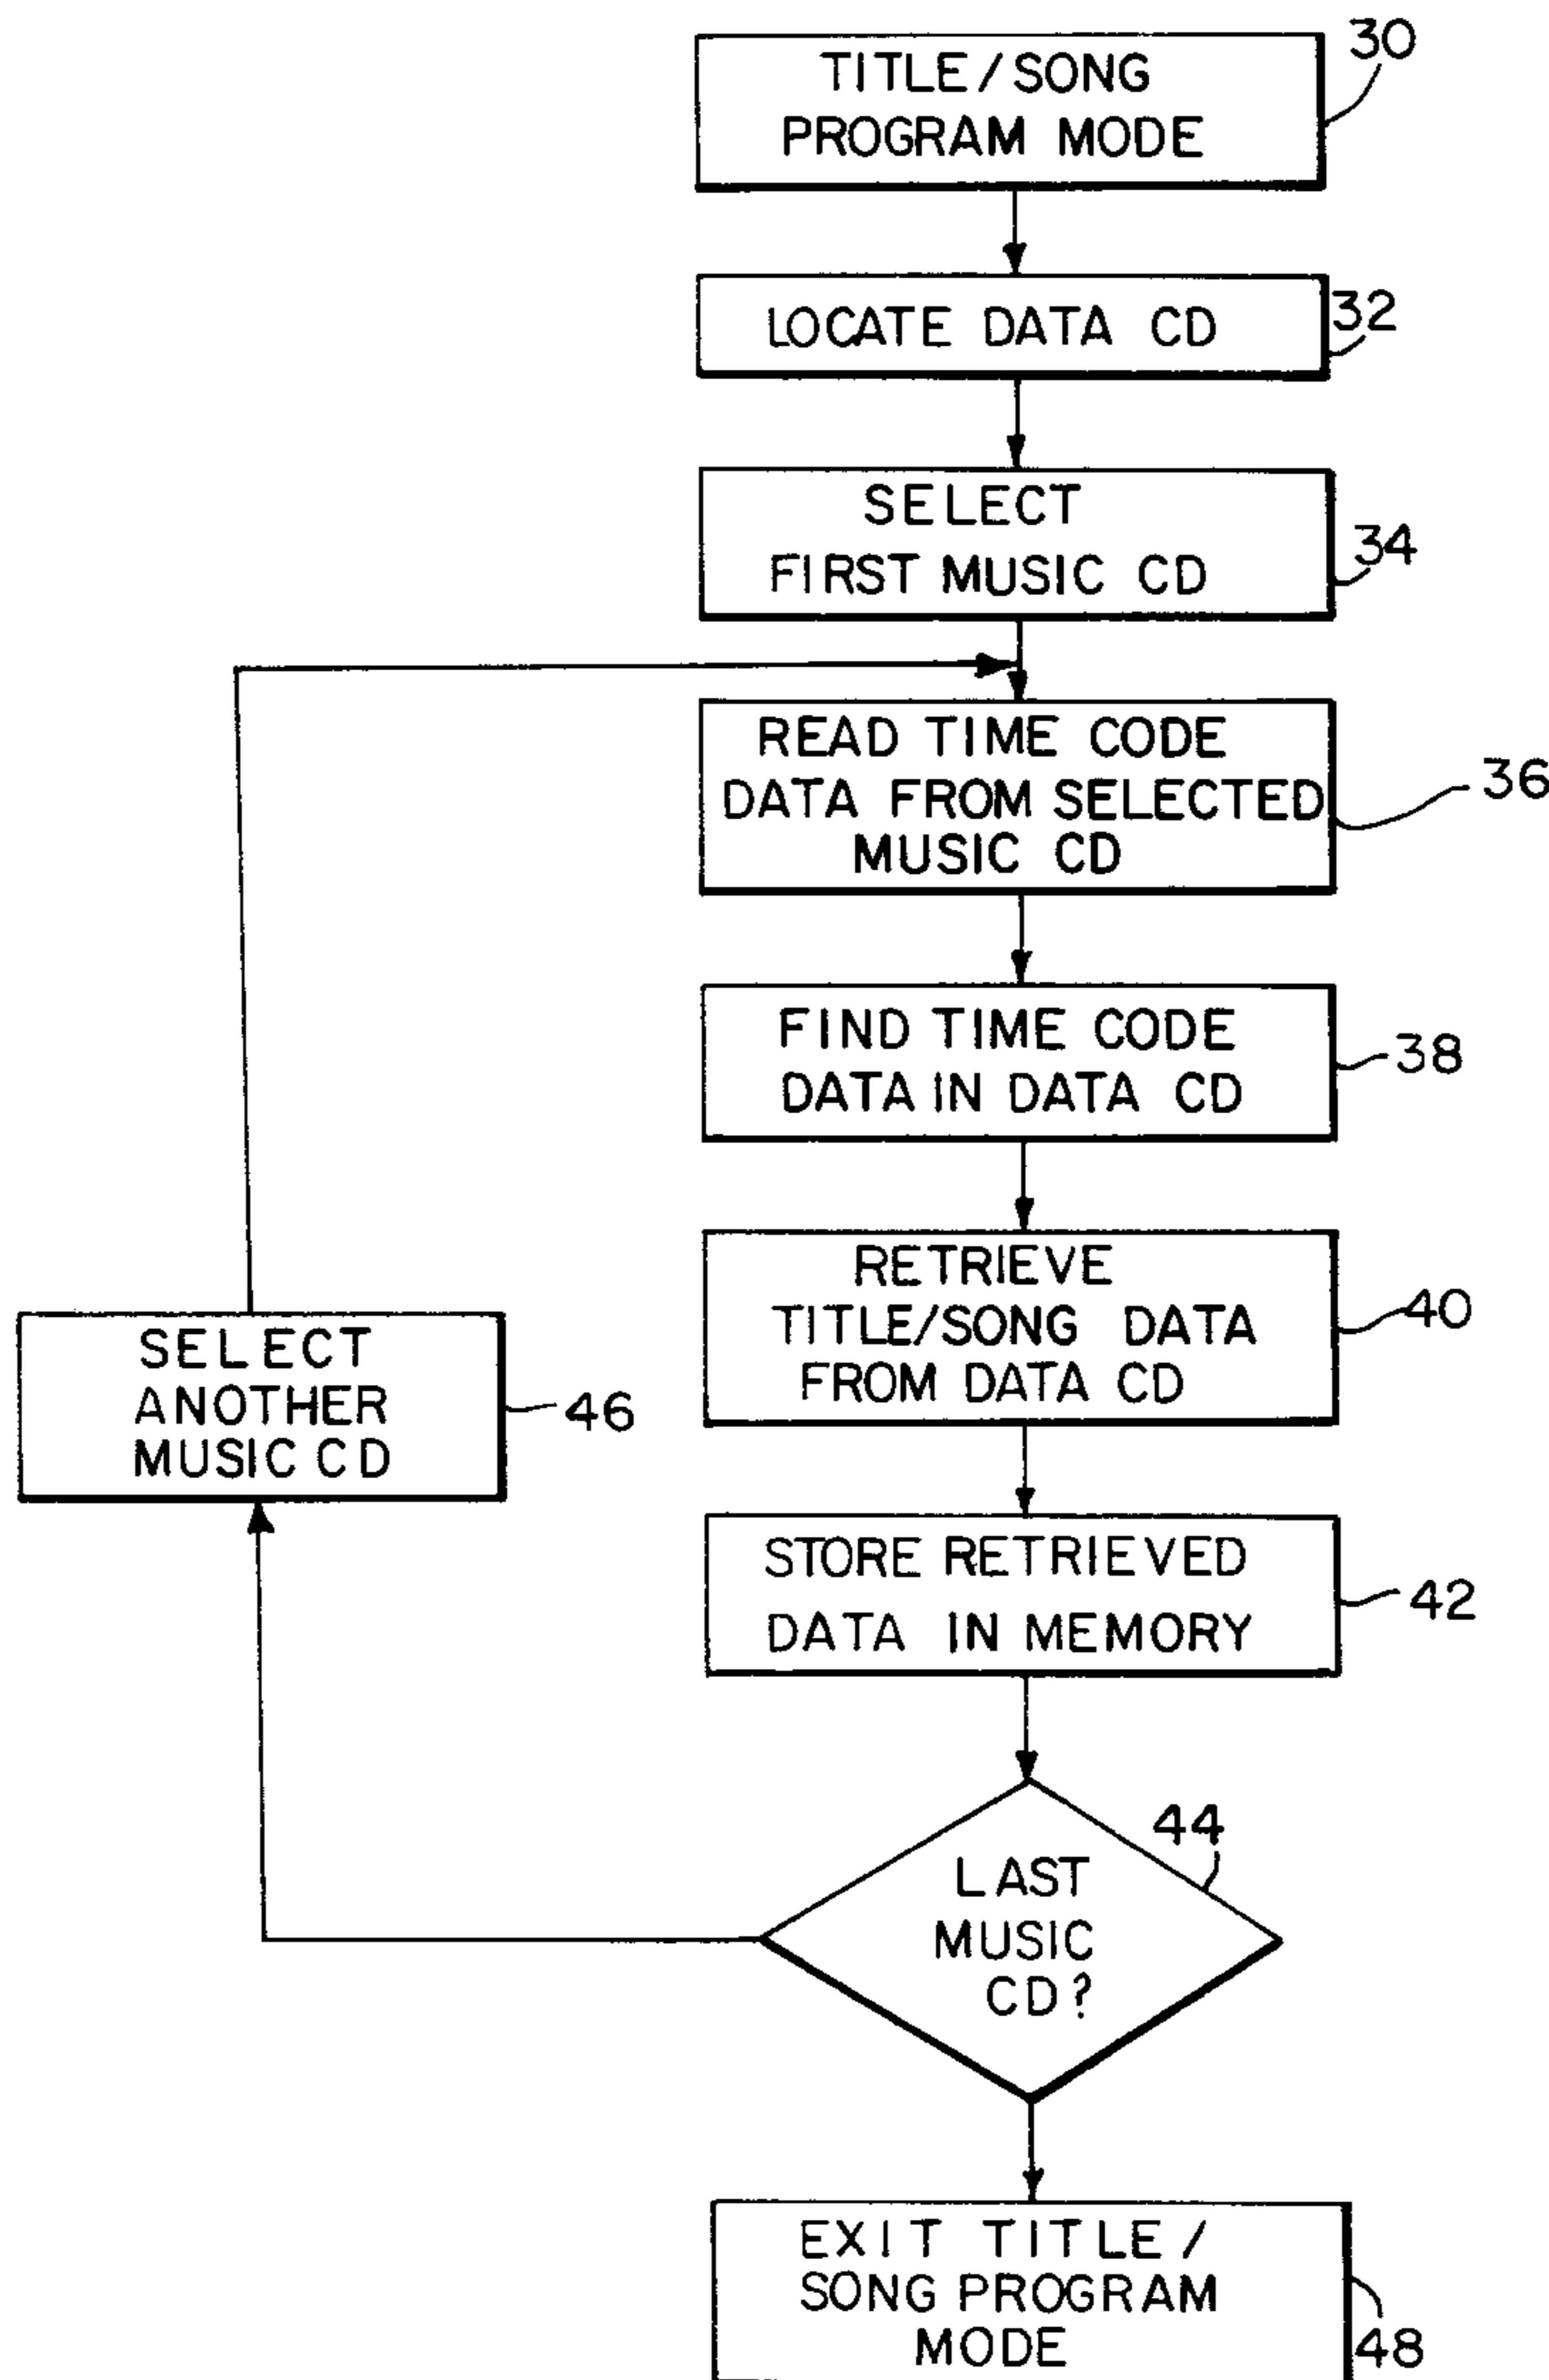 TITLE/SONG
PROGRAM MODE
30
LOCATE DATA CD
32
SELECT
FIRST MUSIC CD
34
READ TIME CODE
DATA FROM SELECTED
MUSIC CD
36
FIND TIME CODE
DATA IN DATA CD
38
RETRIEVE
TITLE/SONG DATA
FROM DATA CD
40
SELECT
ANOTHER
MUSIC CD
46
STORE RETRIEVED
DATA IN MEMORY
42
LAST
MUSIC
CD?
44
EXIT TITLE/
SONG PROGRAM
MODE
48